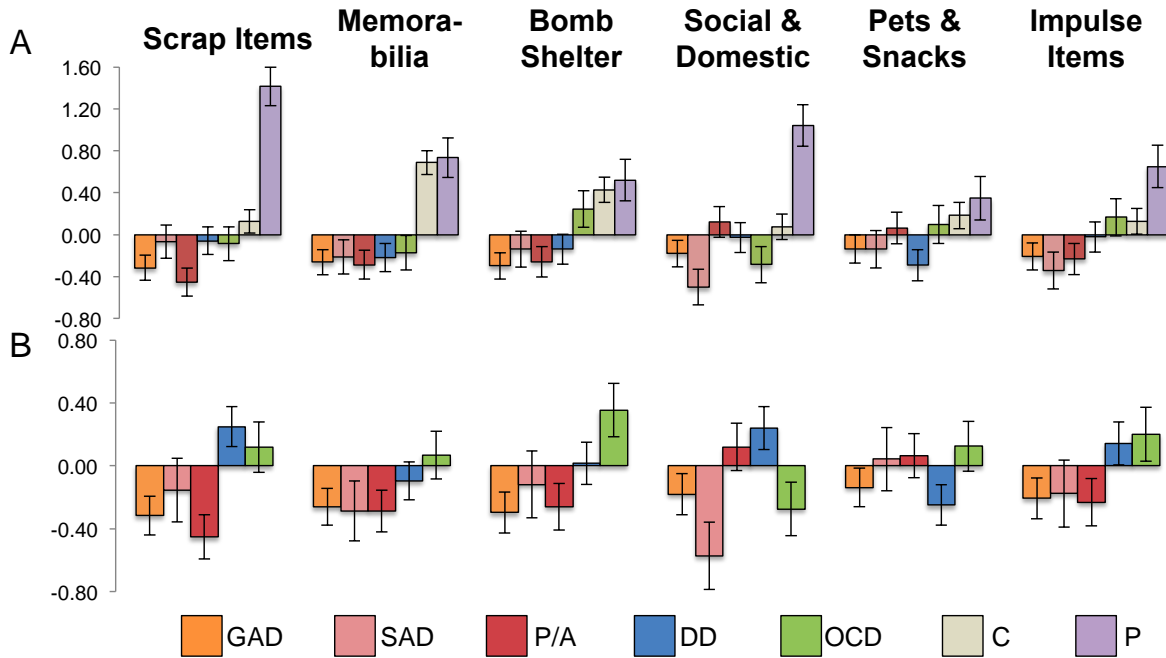 A
Scrap Items
Memora-
bilia
Bomb
Shelter
Social &
Domestic
Pets &
Snacks
Impulse
Items
1.60
1.20
0.80
0.40
0.00
-0.40
-0.80
B
0.80
0.40
0.00
-0.40
-0.80
GAD SAD P/A DD OCD C P